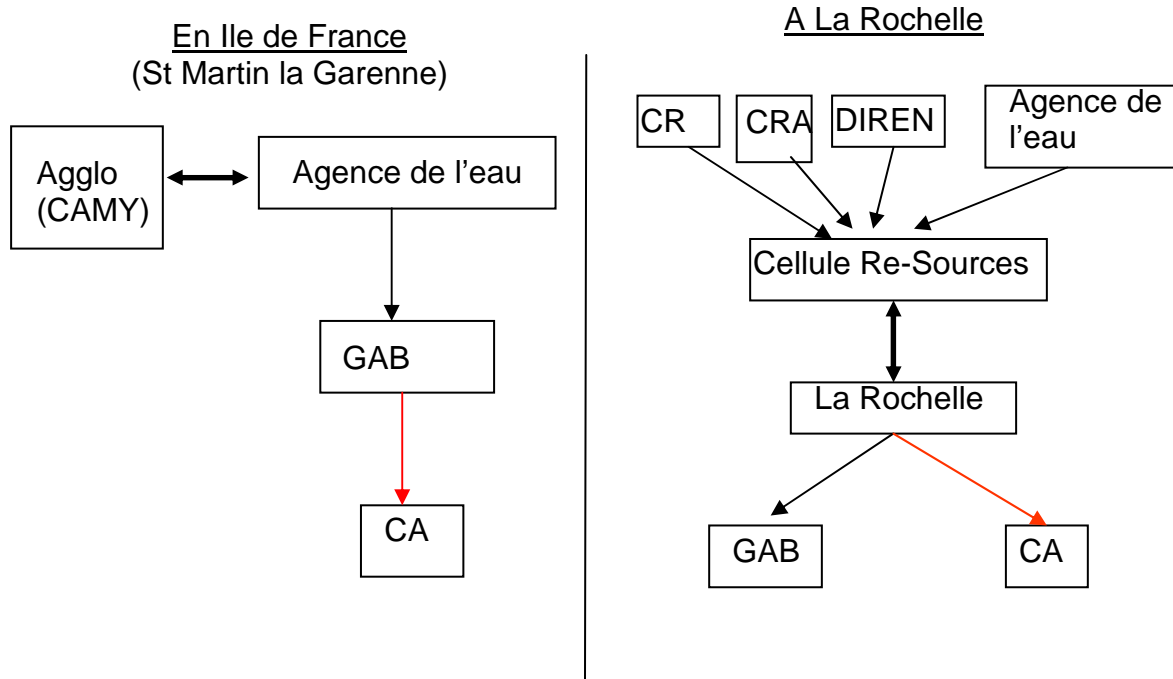 En Ile de France
(St Martin la Garenne)
Agglo
(CAMY)
Agence de l'eau
GAB
CA
A La Rochelle
CR
CRA
DIREN
Agence de
l'eau
Cellule Re-Sources
La Rochelle
GAB
CA